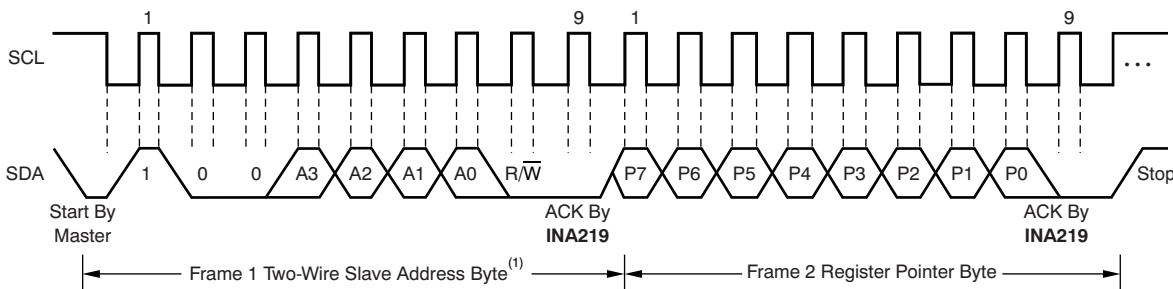 1 9 1 9
SCL
...
SDA
1 0 0 A3 A2 A1 A0 R/W̅ P7 P6 P5 P4 P3 P2 P1 P0 Stop
Start By ACK By ACK By
Master INA219 INA219
Frame 1 Two-Wire Slave Address Byte(1) Frame 2 Register Pointer Byte